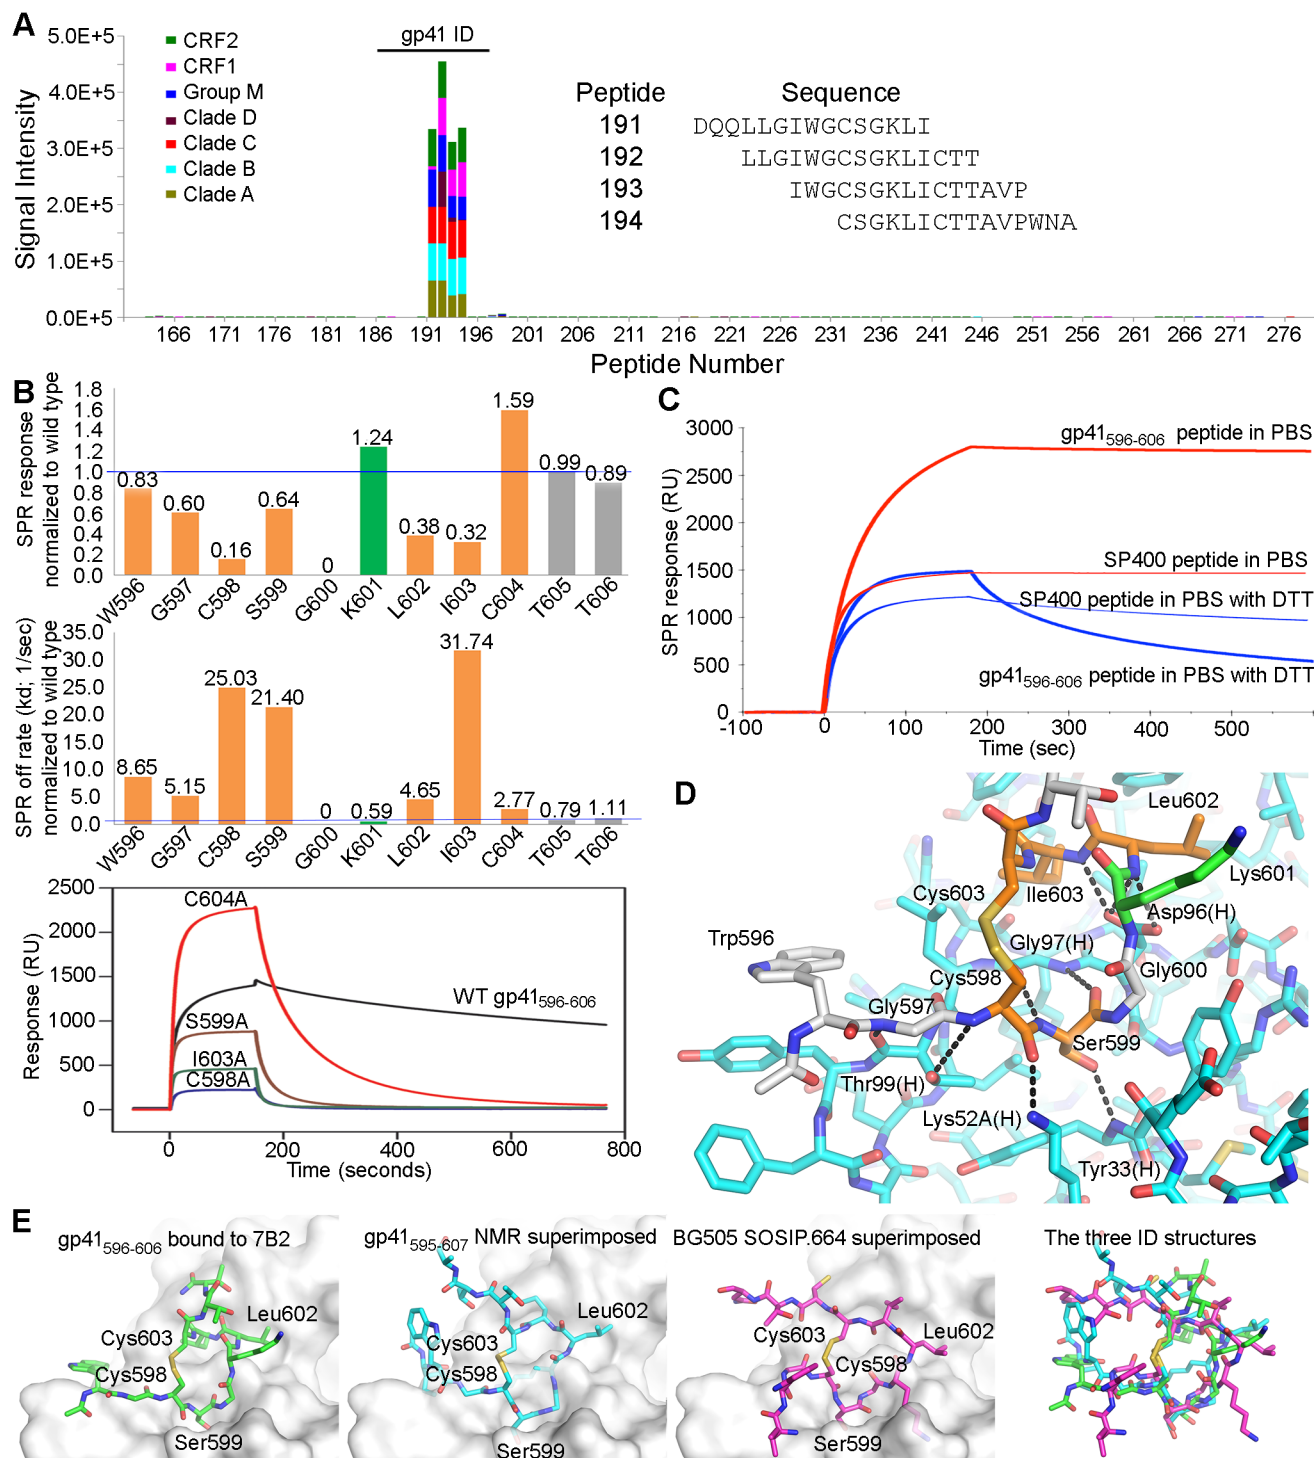 A
gp41 ID
5.0E+5
4.0E+5
3.0E+5
2.0E+5
1.0E+5
0.0E+5
Signal Intensity
CRF2
CRF1
Group M
Clade D
Clade C
Clade B
Clade A
Peptide Sequence
191 DQQLLGIWGCSGKLI
192 LLGIWGCSGKLICTT
193 IWGCSGKLICTTAVP
194 CSGKLICTTAVPWNA
166 171 176 181 186 191 196 201 206 211 216 221 226 231 236 241 246 251 256 261 266 271 276
Peptide Number
B
SPR response
normalized to wild type
1.8
1.6
1.4
1.2
1.0
0.8
0.6
0.4
0.2
0.0
0.83 0.60 0.16 0.64 0 1.24 0.38 0.32 1.59 0.99 0.89
W596 G597 C598 S599 G600 K601 L602 I603 C604 T605 T606
SPR off rate (kd; 1/sec)
normalized to wild type
35.0
30.0
25.0
20.0
15.0
10.0
5.0
0.0
8.65 5.15 25.03 21.40 0 0.59 4.65 31.74 2.77 0.79 1.11
W596 G597 C598 S599 G600 K601 L602 I603 C604 T605 T606
Response (RU)
2500
2000
1500
1000
500
0
C604A
WT gp41596-606
S599A
I603A
C598A
0 200 400 600 800
Time (seconds)
C
SPR response (RU)
3000
2500
2000
1500
1000
500
0
gp41596-606 peptide in PBS
SP400 peptide in PBS
SP400 peptide in PBS with DTT
gp41596-606 peptide in PBS with DTT
-100 0 100 200 300 400 500
Time (sec)
D
Leu602
Lys601
Cys603
Ile603
Asp96(H)
Trp596
Gly97(H)
Cys598
Gly600
Gly597
Ser599
Thr99(H)
Lys52A(H)
Tyr33(H)
E
gp41596-606 bound to 7B2
Leu602
Cys603
Cys598
Ser599
gp41595-607 NMR superimposed
Leu602
Cys603
Cys598
Ser599
BG505 SOSIP.664 superimposed
Cys603
Leu602
Cys598
Ser599
The three ID structures